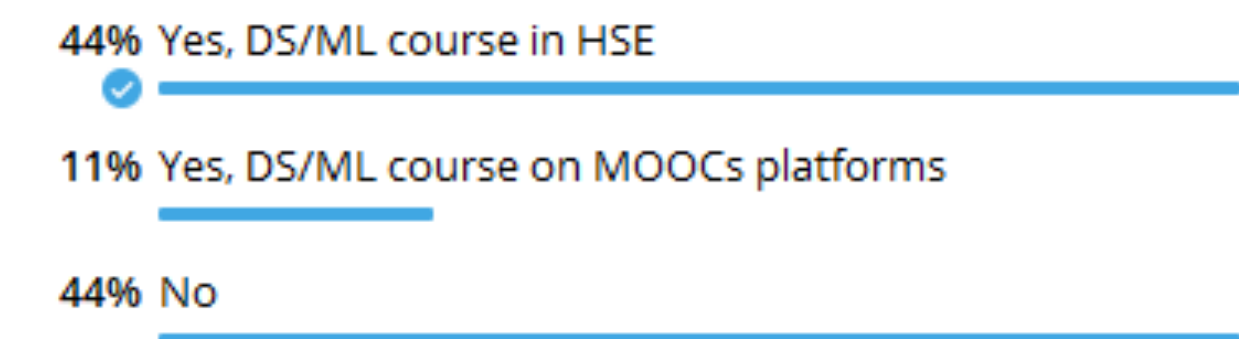 44% Yes, DS/ML course in HSE
11% Yes, DS/ML course on MOOCs platforms
44% No